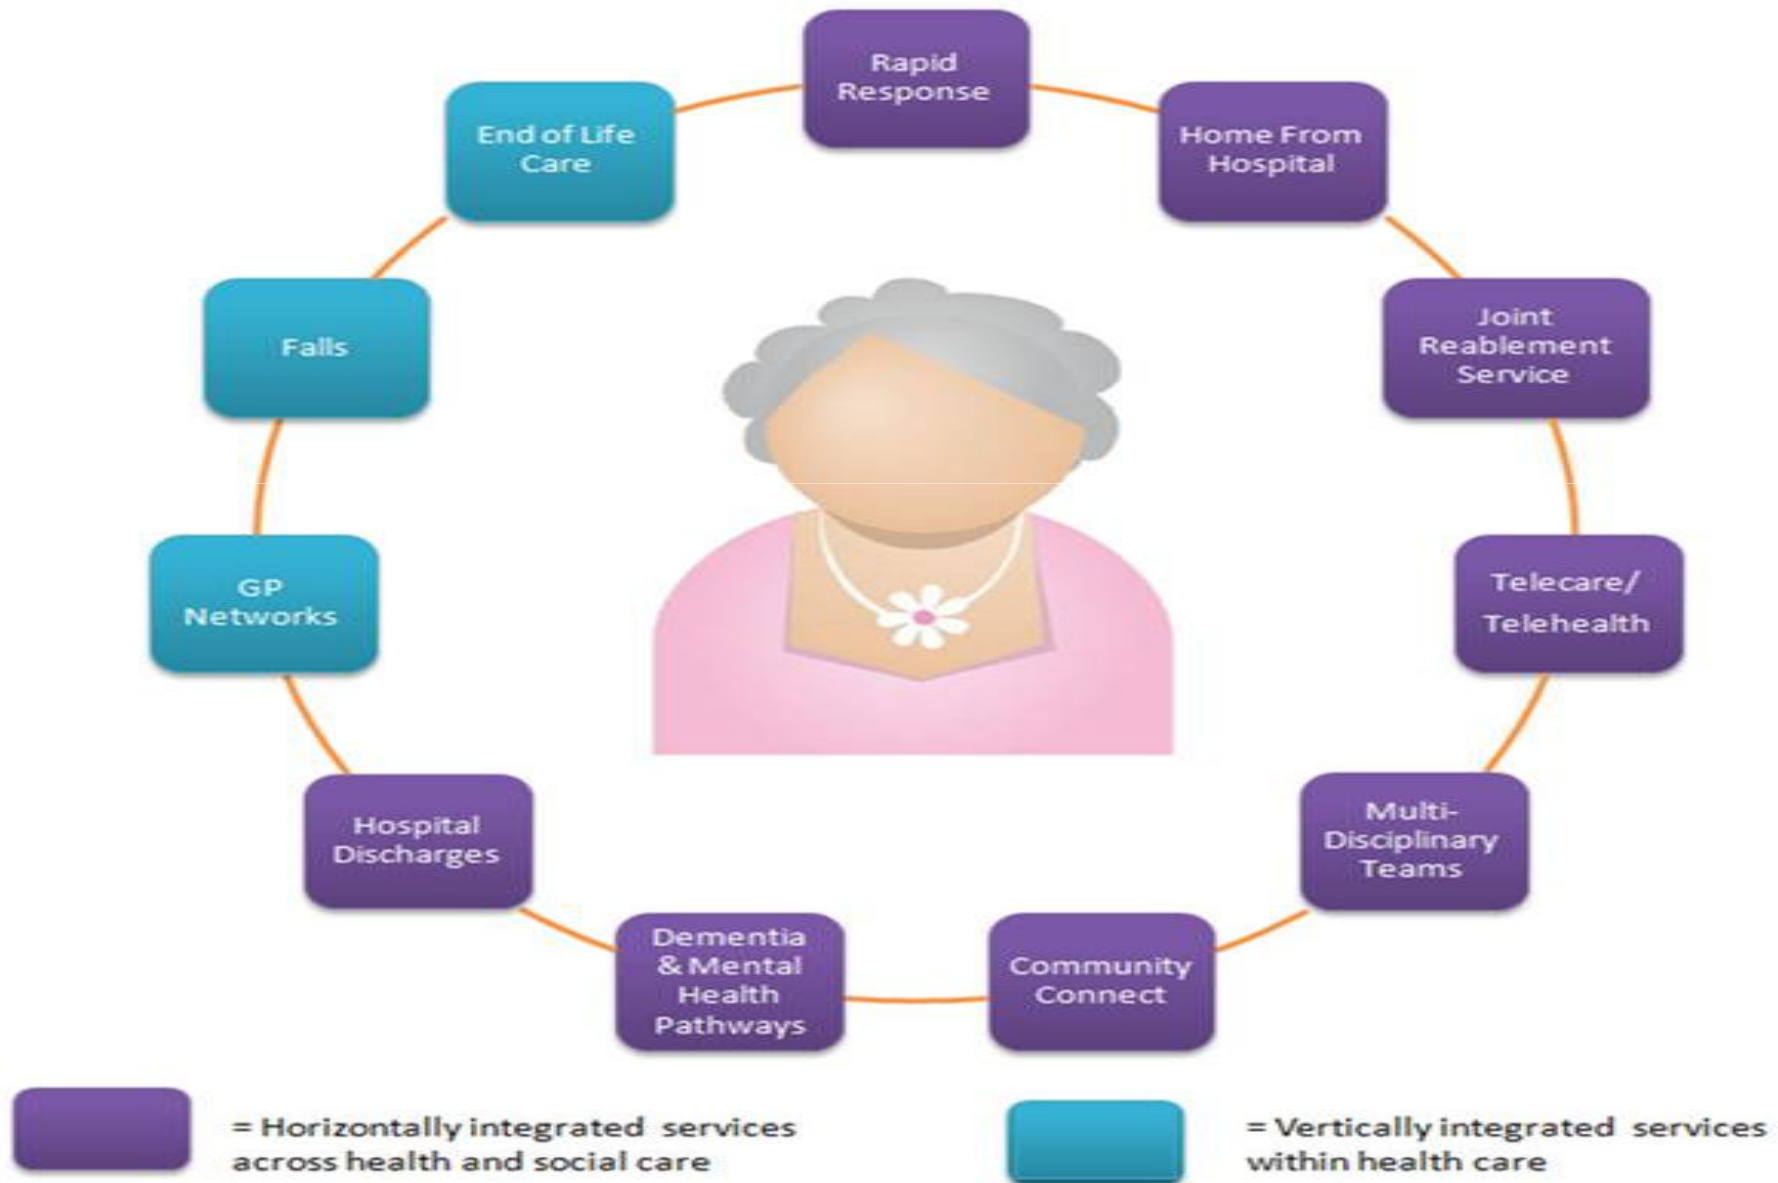 Rapid
Response
Home From
Hospital
Joint
Reablement
Service
Telecare/
Telehealth
Multi-
Disciplinary
Teams
Community
Connect
Dementia
& Mental
Health
Pathways
Hospital
Discharges
GP
Networks
Falls
End of Life
Care
= Horizontally integrated services
across health and social care
= Vertically integrated services
within health care